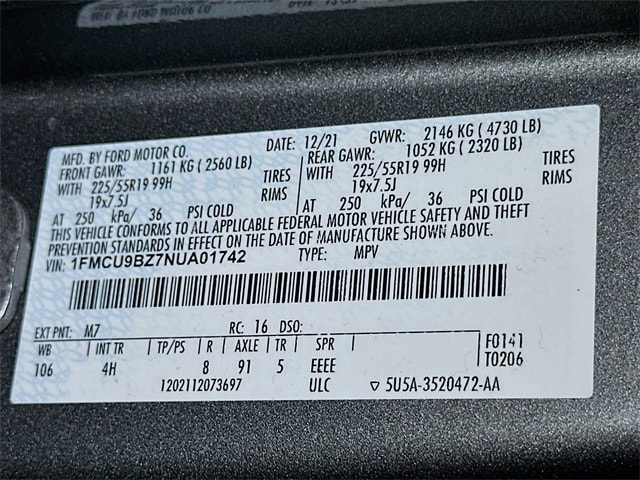 MFD. BY FORD MOTOR CO.
DATE: 12/21 GVWR: 2146 KG ( 4730 LB)
FRONT GAWR: 1161 KG ( 2560 LB) REAR GAWR: 1052 KG ( 2320 LB)
WITH 225/55R19 99H TIRES WITH 225/55R19 99H TIRES
19x7.5J RIMS 19x7.5J RIMS
AT 250 kPa/ 36 PSI COLD AT 250 kPa/ 36 PSI COLD
THIS VEHICLE CONFORMS TO ALL APPLICABLE FEDERAL MOTOR VEHICLE SAFETY AND THEFT
PREVENTION STANDARDS IN EFFECT ON THE DATE OF MANUFACTURE SHOWN ABOVE.
VIN: 1FMCU9BZ7NUA01742 TYPE: MPV
EXT PNT: M7 RC: 16 DSO:
WB | INT TR | TP/PS | R | AXLE | TR | SPR F0141
106 4H 8 91 5 EEEE T0206
1202112073697 ULC ▽ 5U5A-3520472-AA